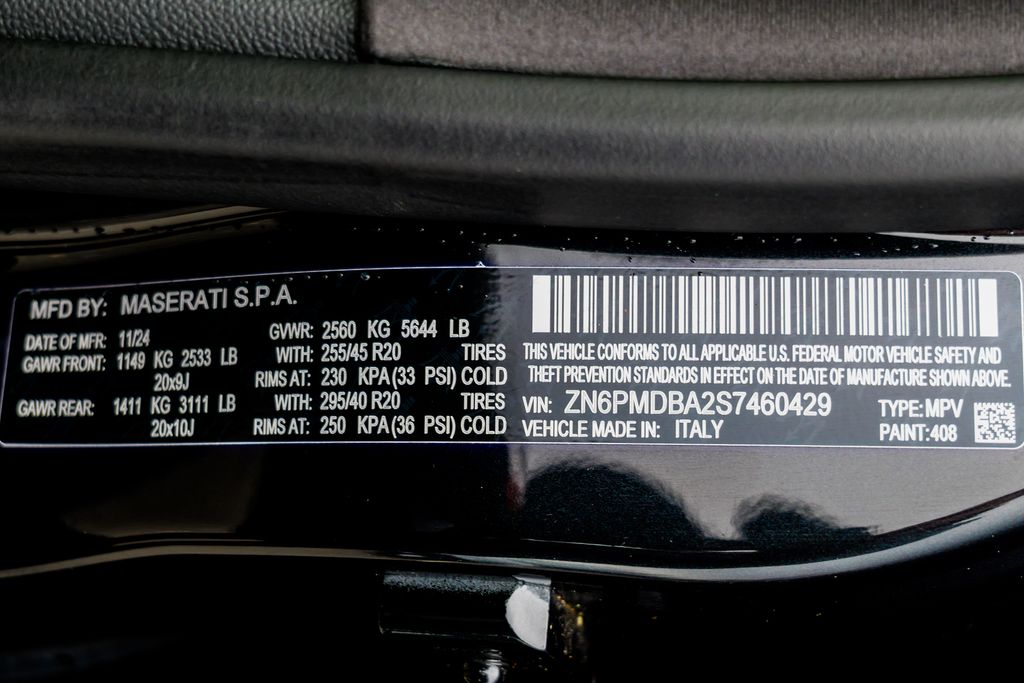 MFD BY: MASERATI S.P.A.
DATE OF MFR: 11/24 GVWR: 2560 KG 5644 LB
GAWR FRONT: 1149 KG 2533 LB WITH: 255/45 R20 TIRES
20x9J RIMS AT: 230 KPA(33 PSI) COLD
GAWR REAR: 1411 KG 3111 LB WITH: 295/40 R20 TIRES
20x10J RIMS AT: 250 KPA(36 PSI) COLD
THIS VEHICLE CONFORMS TO ALL APPLICABLE U.S. FEDERAL MOTOR VEHICLE SAFETY AND
THEFT PREVENTION STANDARDS IN EFFECT ON THE DATE OF MANUFACTURE SHOWN ABOVE.
VIN: ZN6PMDBA2S7460429 TYPE: MPV
VEHICLE MADE IN: ITALY PAINT: 408